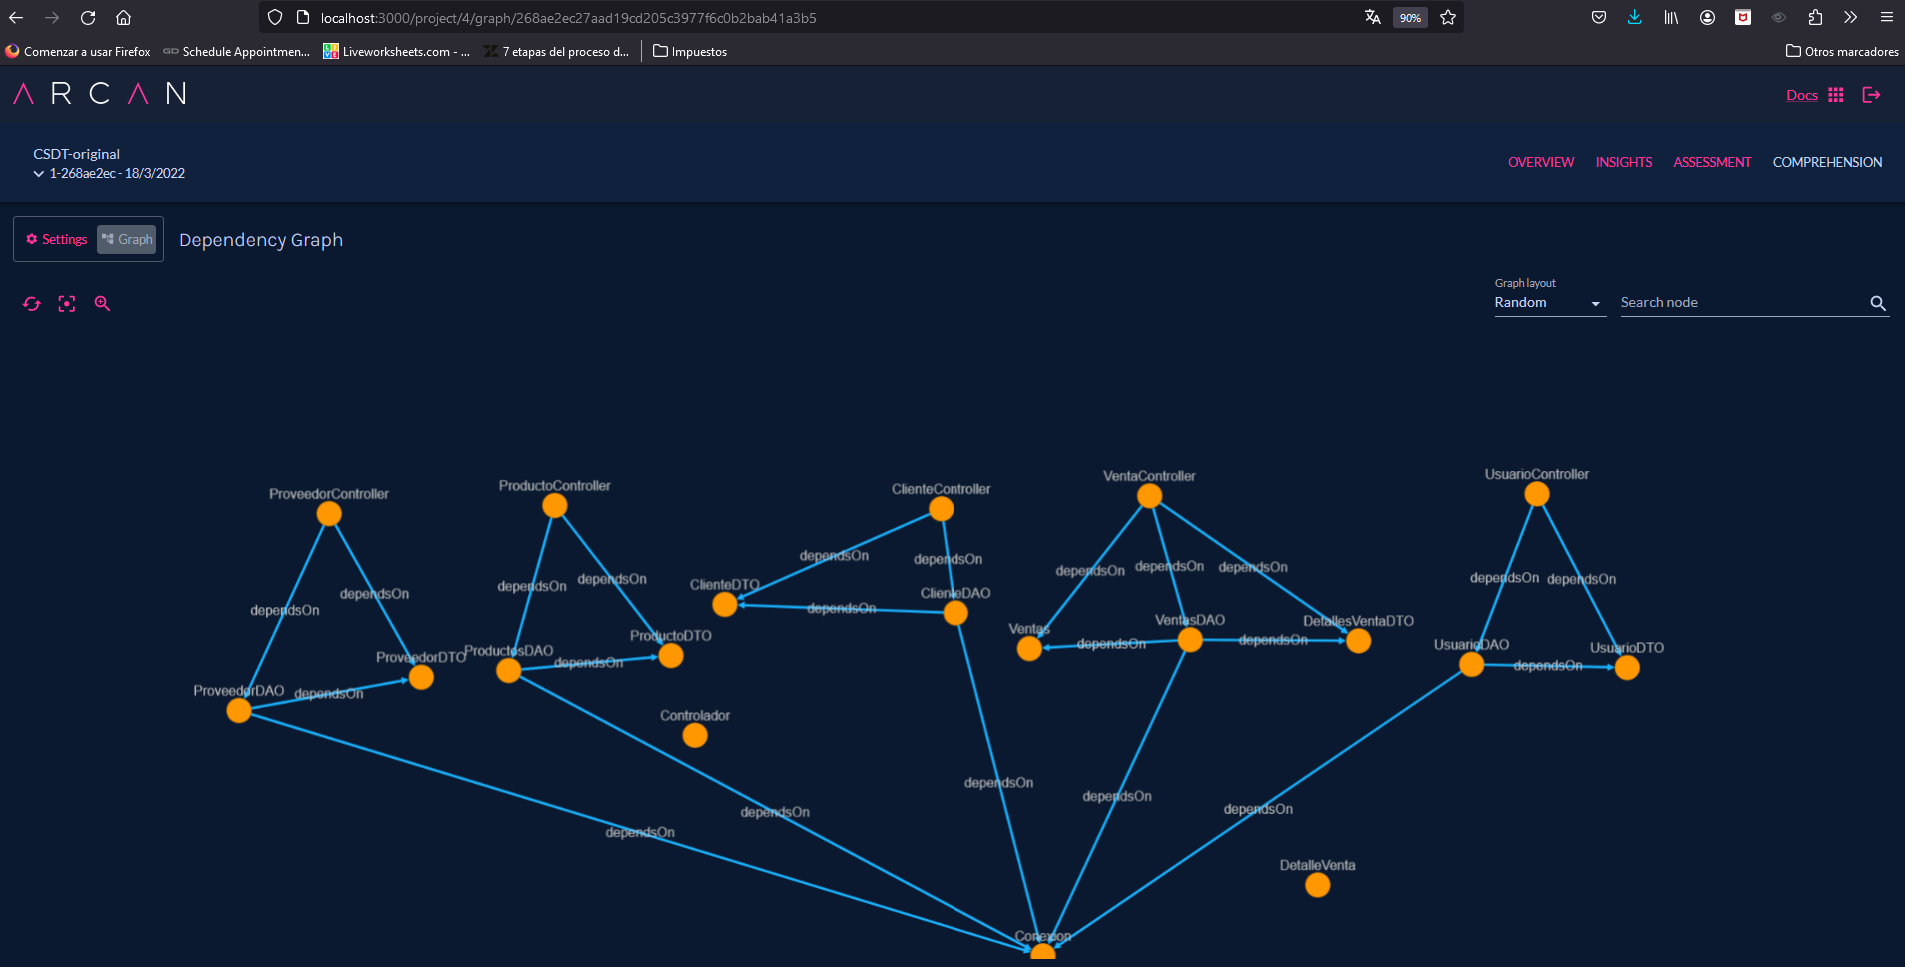 localhost:3000/project/4/graph/268ae2ec27aad19cd205c3977f6c0b2bab41a3b5
90%
Comenzar a usar Firefox
GD Schedule Appointmen...
Liveworksheets.com - ...
7 etapas del proceso d...
Impuestos
Otros marcadores
ARCAN
Docs
CSDT-original
1-268ae2ec - 18/3/2022
OVERVIEW
INSIGHTS
ASSESSMENT
COMPREHENSION
Settings
Graph
Dependency Graph
Graph layout
Random
Search node
VentaController
UsuarioController
ProductoController
ClienteController
ProveedorController
dependsOn
dependsOn
dependsOn
dependsOn
dependsOn
dependsOn
dependsOn
dependsOn
dependsOn
dependsOn
dependsOn
ClienteDTO
ClienteDAO
dependsOn
VentasDAO
DetallesVentaDTO
Ventas
ProductoDTO
dependsOn
dependsOn
UsuarioDAO
UsuarioDTO
ProductosDAO
ProveedorDTO
dependsOn
dependsOn
ProveedorDAO
dependsOn
Controlador
dependsOn
dependsOn
dependsOn
dependsOn
dependsOn
DetalleVenta
Conexion